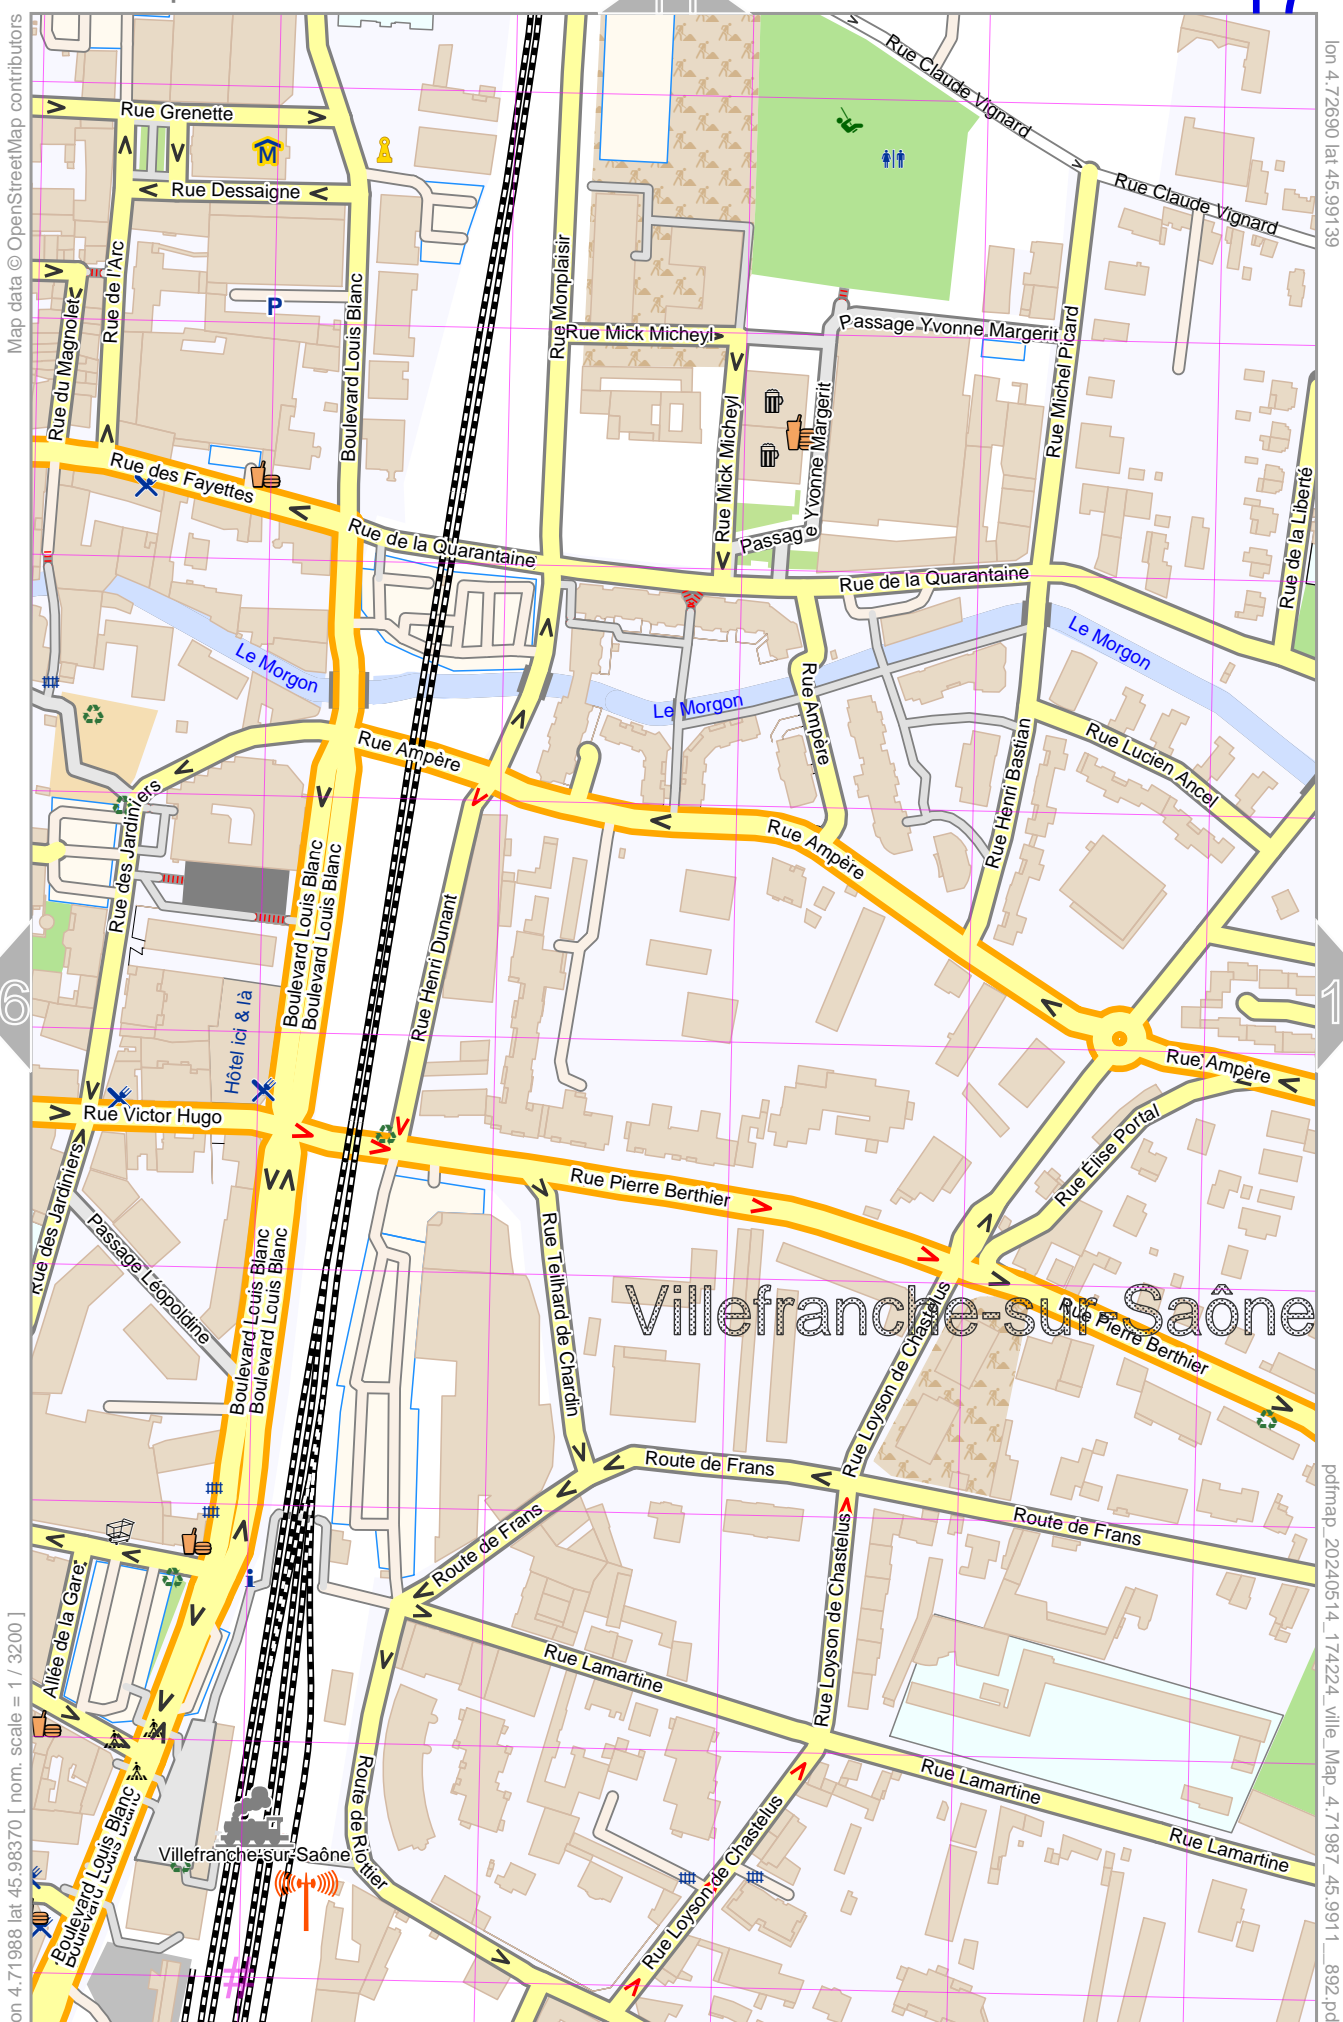 Map data © OpenStreetMap contributors
lon 4.72690 lat 45.99139
Rue Claude Vignard
Rue Grenette
M
Rue Dessaigne
Rue Claude Vignard
Rue de l'Arc
Rue du Magnolet
P
Boulevard Louis Blanc
Rue Monplaisir
Rue Mick Micheyl
Passage Yvonne Margerit
Rue Michel Picard
Rue Mick Micheyl
Passage Yvonne Margerit
Rue des Fayettes
Rue de la Quarantaine
Rue de la Quarantaine
Rue de la Liberté
Le Morgon
Le Morgon
Le Morgon
Rue Ampère
Rue Ampère
Rue Lucien Ancel
Rue Henri Bastian
Rue des Jardiniers
Rue Ampère
Boulevard Louis Blanc
Boulevard Louis Blanc
Rue Henri Dunant
6
1
Hôtel ici & là
Rue Ampère
Rue Victor Hugo
Rue Élise Portal
Rue Pierre Berthier
Rue des Jardiniers
Passage Léopoldine
Boulevard Louis Blanc
Boulevard Louis Blanc
Rue Teilhard de Chardin
Villefranche-sur-Saône
Rue Pierre Berthier
Rue Loyson de Chastelus
Route de Frans
Route de Frans
Route de Frans
i
Allée de la Gare
Rue Loyson de Chastelus
Rue Lamartine
Rue Lamartine
Rue Lamartine
Route de Riottier
Villefranche-sur-Saône
Boulevard Louis Blanc
Boulevard Louis Blanc
Rue Loyson de Chastelus
#
on 4.71988 lat 45.98370 [ nom. scale = 1 / 3200 ]
pdfmap_20240514_174224_ville_Map_4.71987_45.9911__892.pd